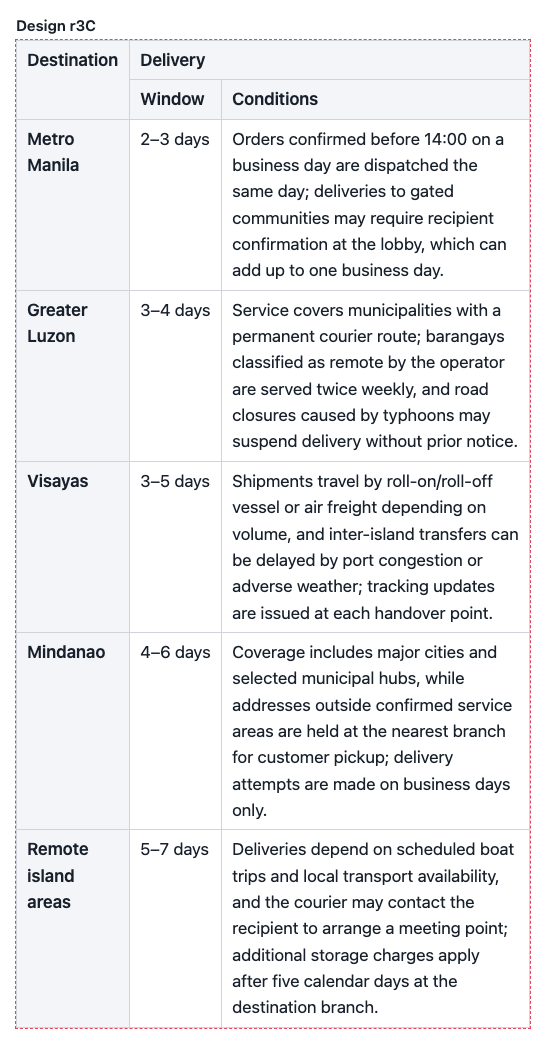 Design r3C
Destination
Delivery
Window
Conditions
Metro
Manila
2–3 days
Orders confirmed before 14:00 on a
business day are dispatched the
same day; deliveries to gated
communities may require recipient
confirmation at the lobby, which can
add up to one business day.
Greater
Luzon
3–4 days
Service covers municipalities with a
permanent courier route; barangays
classified as remote by the operator
are served twice weekly, and road
closures caused by typhoons may
suspend delivery without prior notice.
Visayas
3–5 days
Shipments travel by roll-on/roll-off
vessel or air freight depending on
volume, and inter-island transfers can
be delayed by port congestion or
adverse weather; tracking updates
are issued at each handover point.
Mindanao
4–6 days
Coverage includes major cities and
selected municipal hubs, while
addresses outside confirmed service
areas are held at the nearest branch
for customer pickup; delivery
attempts are made on business days
only.
Remote
island
areas
5–7 days
Deliveries depend on scheduled boat
trips and local transport availability,
and the courier may contact the
recipient to arrange a meeting point;
additional storage charges apply
after five calendar days at the
destination branch.